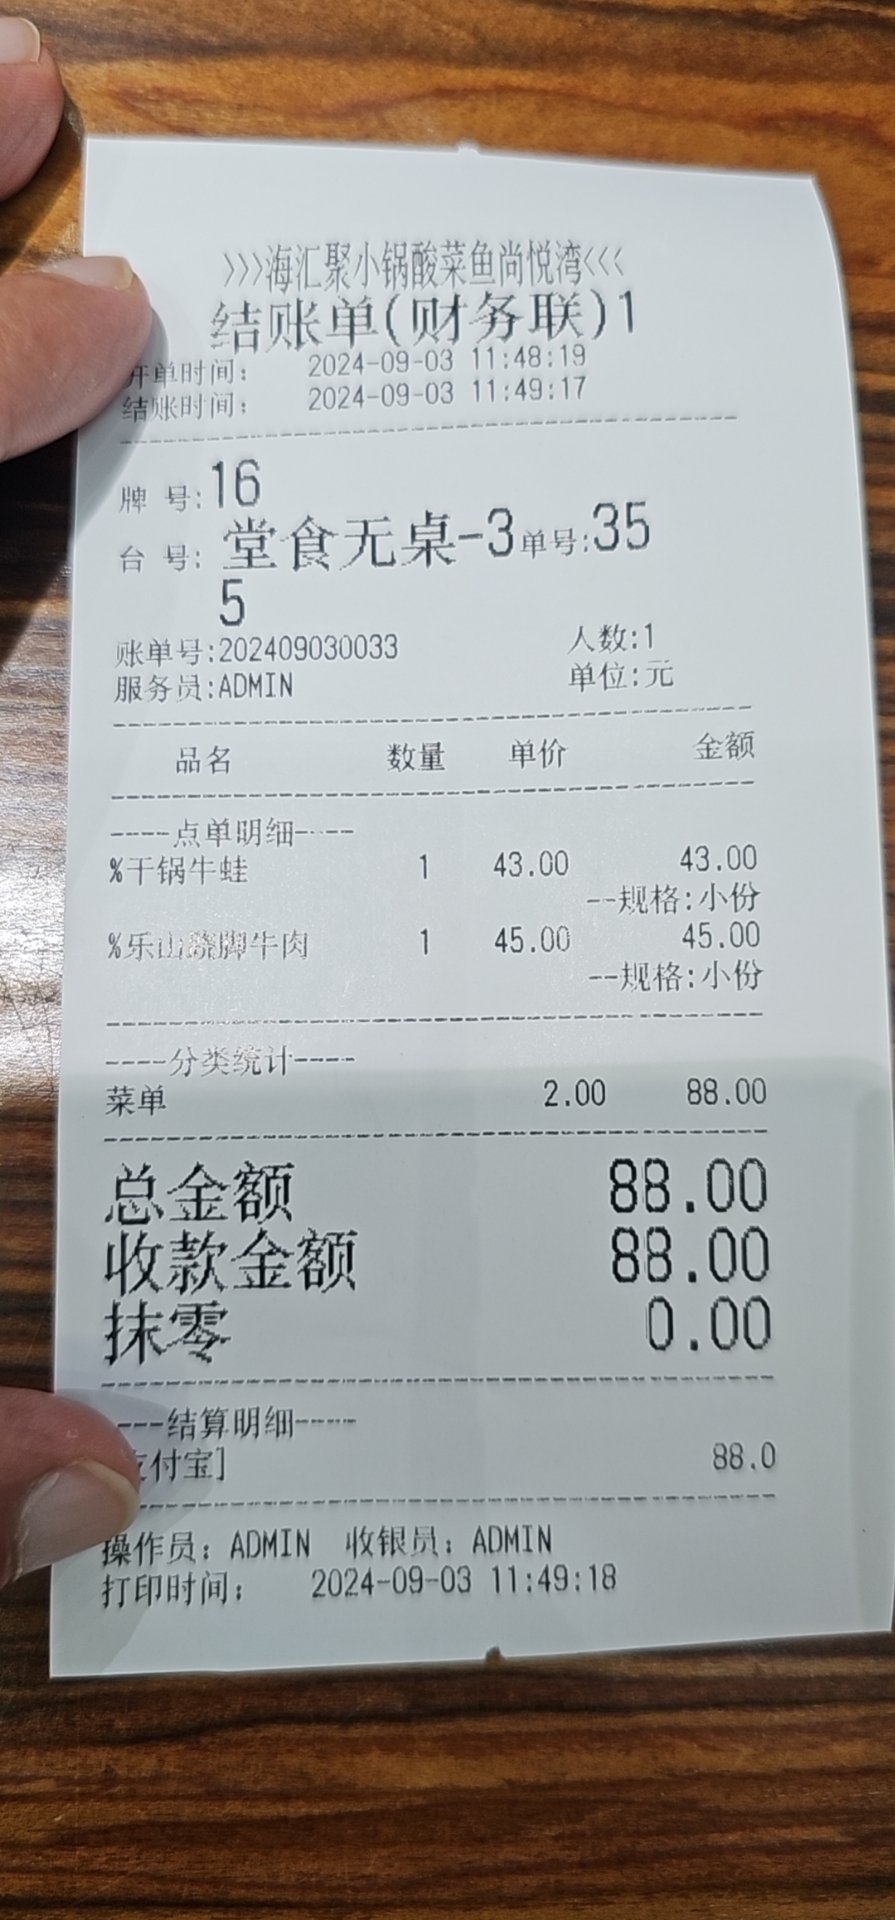 >>>海汇聚小锅酸菜鱼尚悦湾<<<
结账单(财务联)1
开单时间: 2024-09-03 11:48:19
结账时间: 2024-09-03 11:49:17
牌 号:16
台 号: 堂食无桌-3单号:35
5
账单号:202409030033 人数:1
服务员:ADMIN 单位:元
品名 数量 单价 金额
----点单明细----
%干锅牛蛙 1 43.00 43.00
--规格:小份
%乐山跷脚牛肉 1 45.00 45.00
--规格:小份
----分类统计----
菜单 2.00 88.00
总金额 88.00
收款金额 88.00
抹零 0.00
----结算明细----
支付宝] 88.0
操作员: ADMIN 收银员: ADMIN
打印时间: 2024-09-03 11:49:18